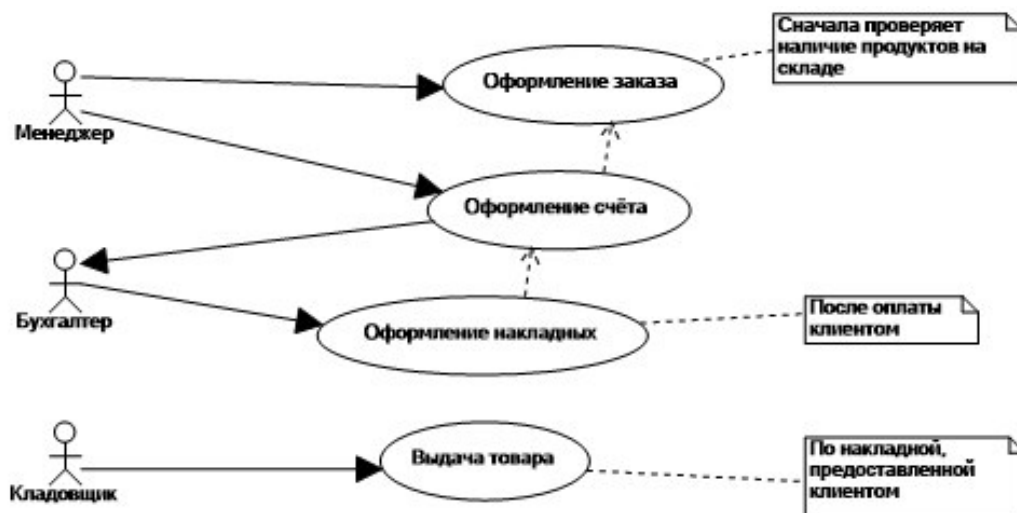 Сначала проверяет
наличие продуктов на
складе
Оформление заказа
Менеджер
Оформление счёта
Бухгалтер
Оформление накладных
После оплаты
клиентом
Выдача товара
Кладовщик
По накладной,
предоставленной
клиентом